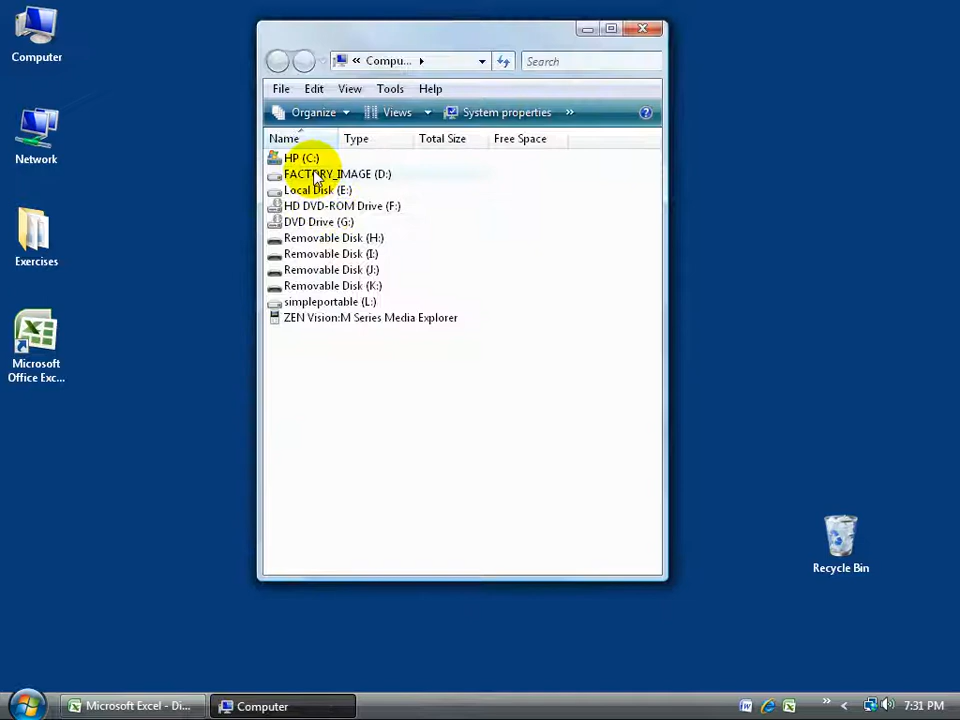 Computer
Network
Exercises
Microsoft
Office Exc...
« Compu...
Search
File Edit View Tools Help
Organize Views System properties »
Name Type Total Size Free Space
HP (C:)
FACTORY_IMAGE (D:)
Local Disk (E:)
HD DVD-ROM Drive (F:)
DVD Drive (G:)
Removable Disk (H:)
Removable Disk (I:)
Removable Disk (J:)
Removable Disk (K:)
simpleportable (L:)
ZEN Vision:M Series Media Explorer
Recycle Bin
Microsoft Excel - Di...
Computer
7:31 PM